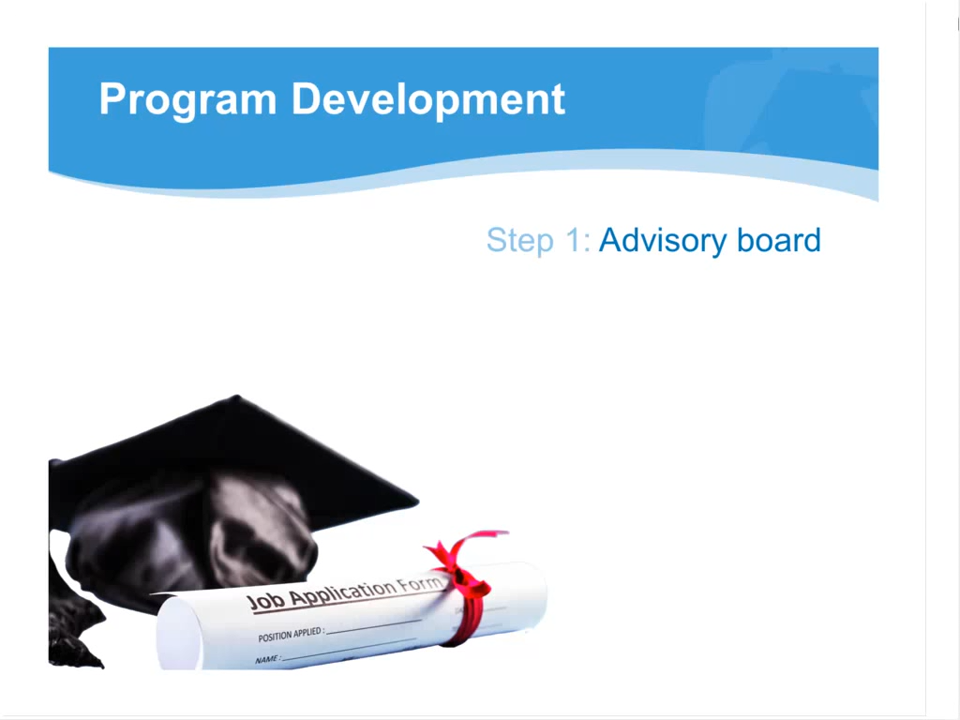 Program Development
Step 1: Advisory board
Job Application Form
POSITION APPLIED :
NAME :